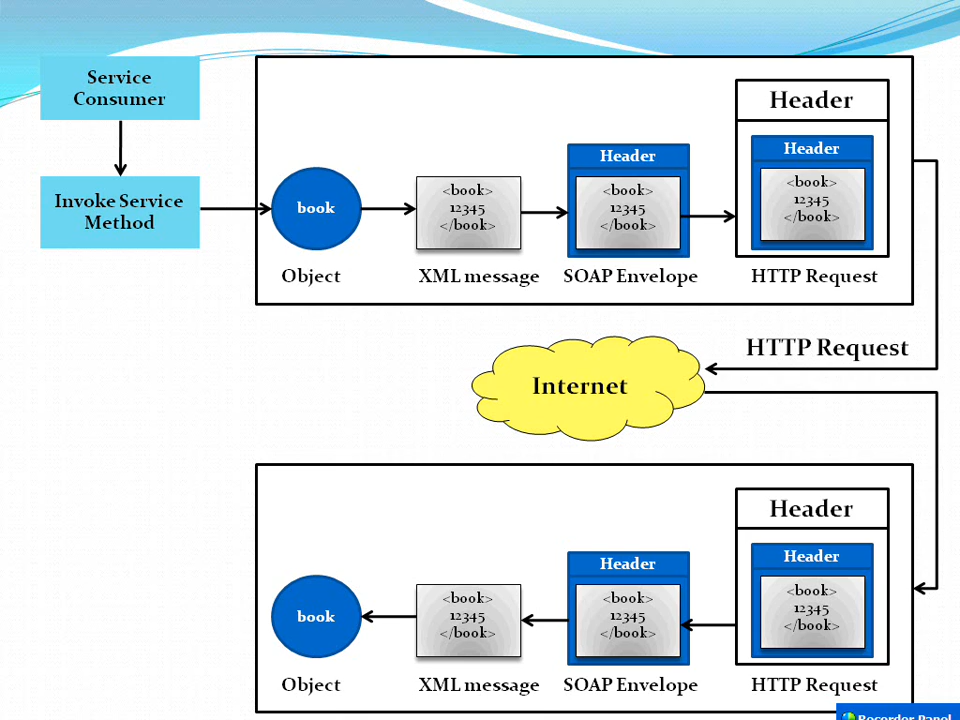 Service
Consumer
Invoke Service
Method
book
Object
<book>
12345
</book>
XML message
Header
<book>
12345
</book>
SOAP Envelope
Header
Header
<book>
12345
</book>
HTTP Request
HTTP Request
Internet
book
Object
<book>
12345
</book>
XML message
Header
<book>
12345
</book>
SOAP Envelope
Header
Header
<book>
12345
</book>
HTTP Request
Recorder Panel